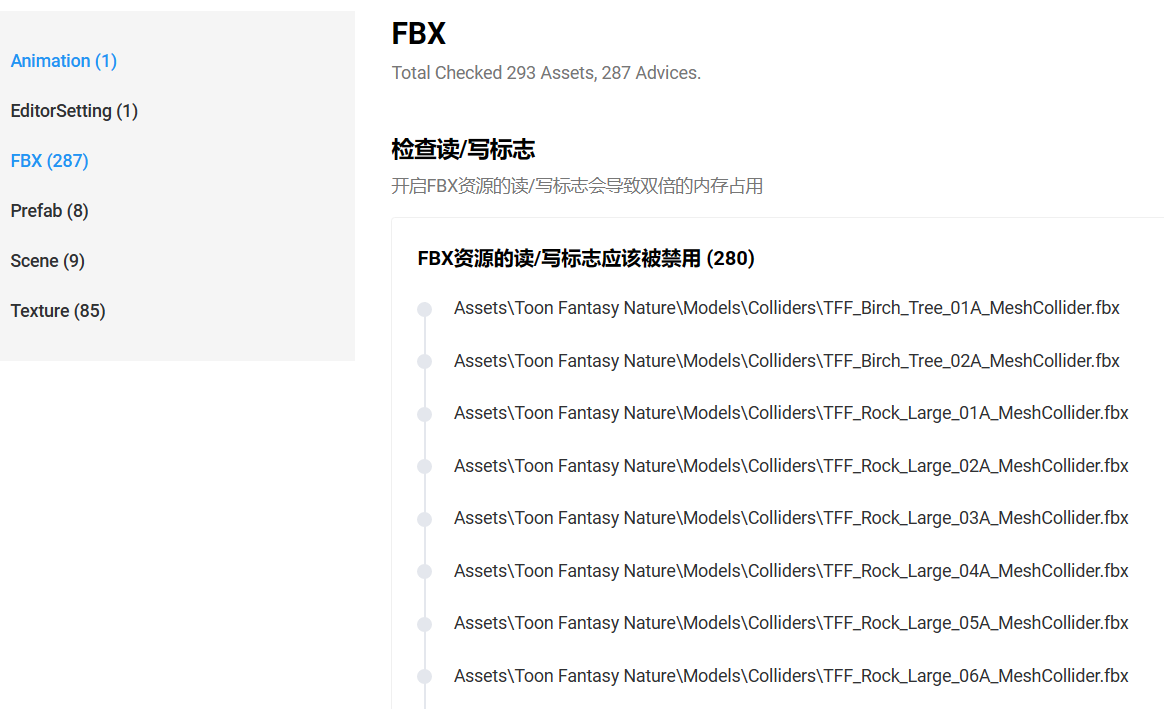 Animation (1)
EditorSetting (1)
FBX (287)
Prefab (8)
Scene (9)
Texture (85)
FBX
Total Checked 293 Assets, 287 Advices.
检查读/写标志
开启FBX资源的读/写标志会导致双倍的内存占用
FBX资源的读/写标志应该被禁用 (280)
Assets\Toon Fantasy Nature\Models\Colliders\TFF_Birch_Tree_01A_MeshCollider.fbx
Assets\Toon Fantasy Nature\Models\Colliders\TFF_Birch_Tree_02A_MeshCollider.fbx
Assets\Toon Fantasy Nature\Models\Colliders\TFF_Rock_Large_01A_MeshCollider.fbx
Assets\Toon Fantasy Nature\Models\Colliders\TFF_Rock_Large_02A_MeshCollider.fbx
Assets\Toon Fantasy Nature\Models\Colliders\TFF_Rock_Large_03A_MeshCollider.fbx
Assets\Toon Fantasy Nature\Models\Colliders\TFF_Rock_Large_04A_MeshCollider.fbx
Assets\Toon Fantasy Nature\Models\Colliders\TFF_Rock_Large_05A_MeshCollider.fbx
Assets\Toon Fantasy Nature\Models\Colliders\TFF_Rock_Large_06A_MeshCollider.fbx